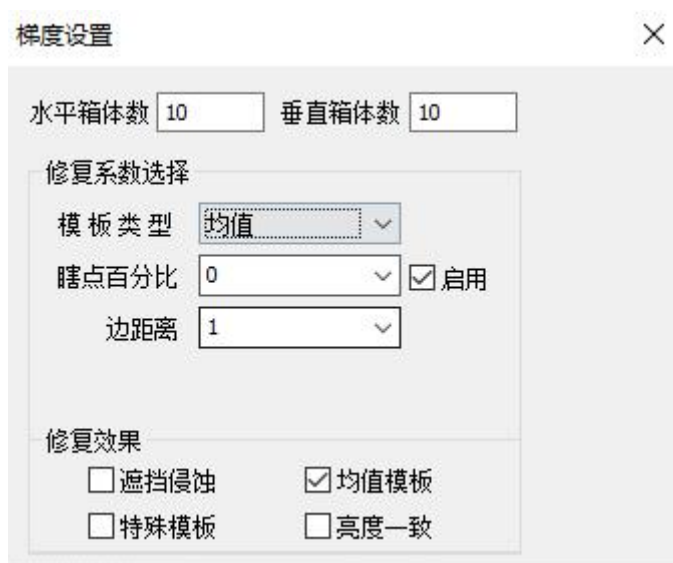 梯度设置
水平箱体数 10 垂直箱体数 10
修复系数选择
模板类型 均值
瞎点百分比 0 启用
边距离 1
修复效果
遮挡侵蚀 均值模板
特殊模板 亮度一致